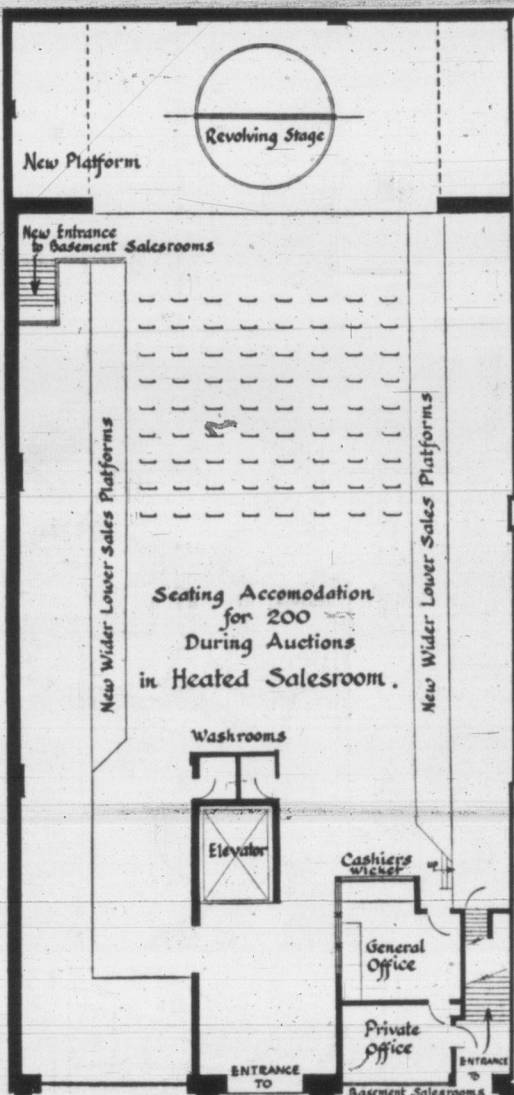 Revolving Stage
New Platform
New Entrance
to Basement Salesrooms
New Wider Lower Sales Platforms
New Wider Lower Sales Platforms
Seating Accomodation
for 200
During Auctions
in Heated Salesroom.
Washrooms
Elevator
Cashiers
wicket
UP
General
Office
Private
Office
ENTRANCE
TO
ENTRANCE
TO
Basement Salesrooms